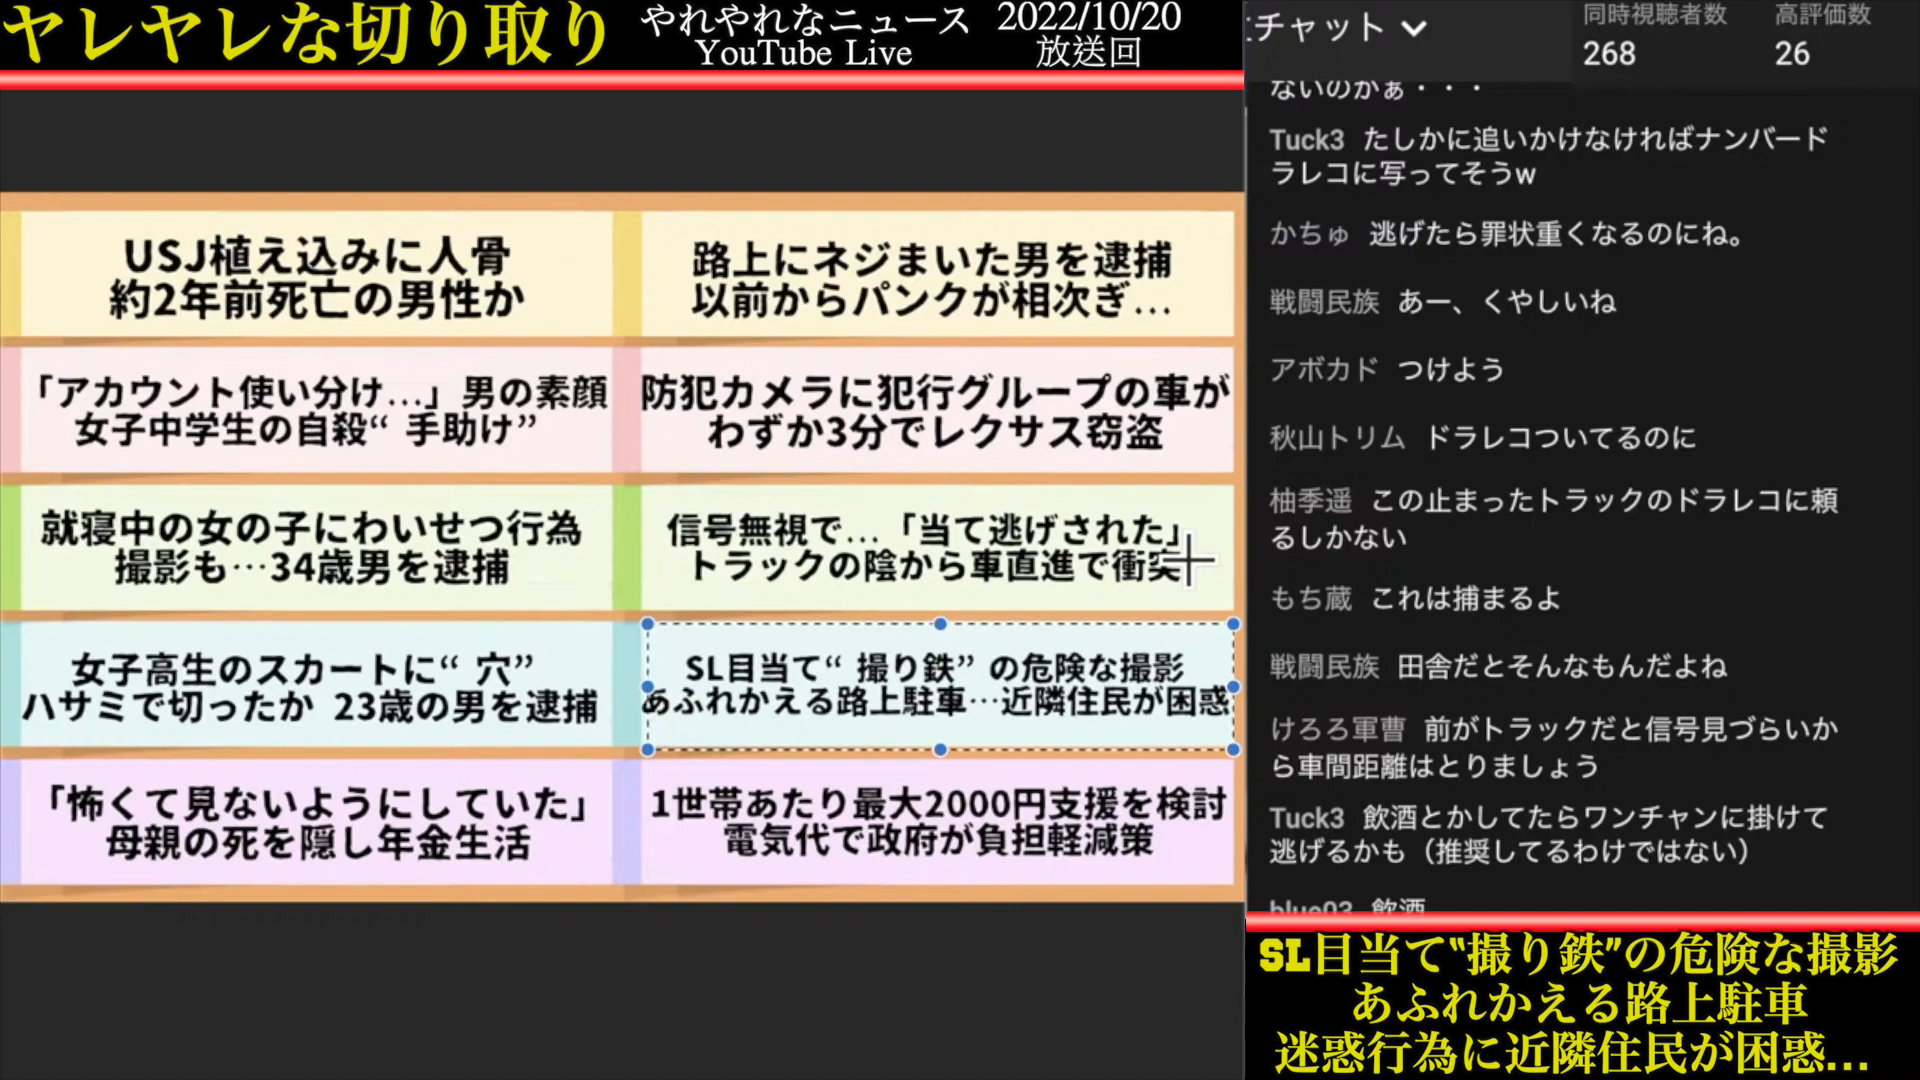 ヤレヤレな切り取り
やれやれなニュース
YouTube Live
2022/10/20
放送回
USJ植え込みに人骨
約2年前死亡の男性か
路上にネジまいた男を逮捕
以前からパンクが相次ぎ…
「アカウント使い分け…」男の素顔
女子中学生の自殺“ 手助け”
防犯カメラに犯行グループの車が
わずか3分でレクサス窃盗
就寝中の女の子にわいせつ行為
撮影も…34歳男を逮捕
信号無視で…「当て逃げされた」
トラックの陰から車直進で衝突
女子高生のスカートに“ 穴”
ハサミで切ったか 23歳の男を逮捕
SL目当て“ 撮り鉄” の危険な撮影
あふれかえる路上駐車…近隣住民が困惑
「怖くて見ないようにしていた」
母親の死を隠し年金生活
1世帯あたり最大2000円支援を検討
電気代で政府が負担軽減策
チャット
同時視聴者数
268
高評価数
26
ないのかぁ・・・
Tuck3 たしかに追いかけなければナンバード
ラレコに写ってそうw
かちゅ 逃げたら罪状重くなるのにね。
戦闘民族 あー、くやしいね
アボカド つけよう
秋山トリム ドラレコついてるのに
柚季遥 この止まったトラックのドラレコに頼
るしかない
もち蔵 これは捕まるよ
戦闘民族 田舎だとそんなもんだよね
けろろ軍曹 前がトラックだと信号見づらいか
ら車間距離はとりましょう
Tuck3 飲酒とかしてたらワンチャンに掛けて
逃げるかも（推奨してるわけではない）
blue03 飲酒
SL目当て“撮り鉄”の危険な撮影
あふれかえる路上駐車
迷惑行為に近隣住民が困惑…